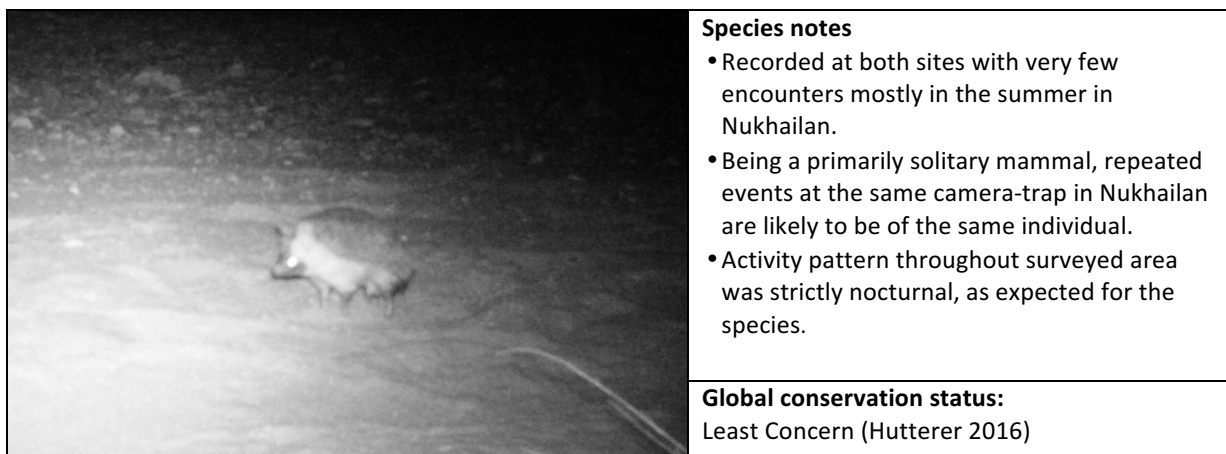 Species notes
• Recorded at both sites with very few
encounters mostly in the summer in
Nukhailan.
• Being a primarily solitary mammal, repeated
events at the same camera-trap in Nukhailan
are likely to be of the same individual.
• Activity pattern throughout surveyed area
was strictly nocturnal, as expected for the
species.
Global conservation status:
Least Concern (Hutterer 2016)